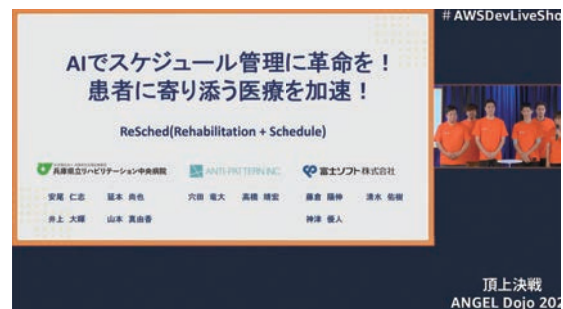 # AWSDevLiveSho
AIでスケジュール管理に革命を！
患者に寄り添う医療を加速！
ReSched(Rehabilitation + Schedule)
兵庫県立リハビリテーション中央病院
ANTI-PATTERN INC.
富士ソフト株式会社
安尾 仁志 延本 尚也 穴田 竜大 高橋 靖宏 藤倉 陽伸 清水 佑樹
井上 大輝 山本 真由香 神津 優人
頂上決戦
ANGEL Dojo 202